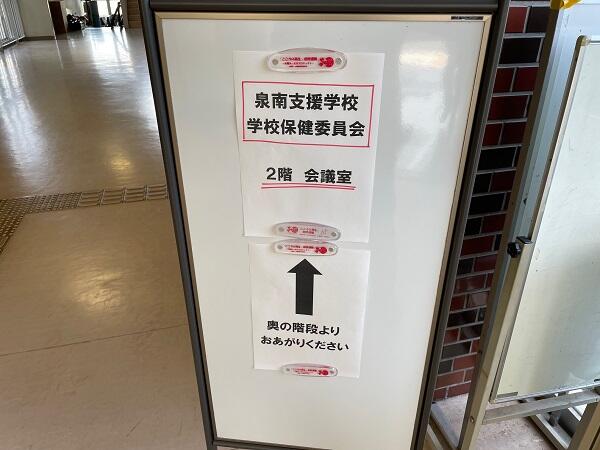 泉南支援学校
学校保健委員会
2階 会議室
奥の階段より
おあがりください